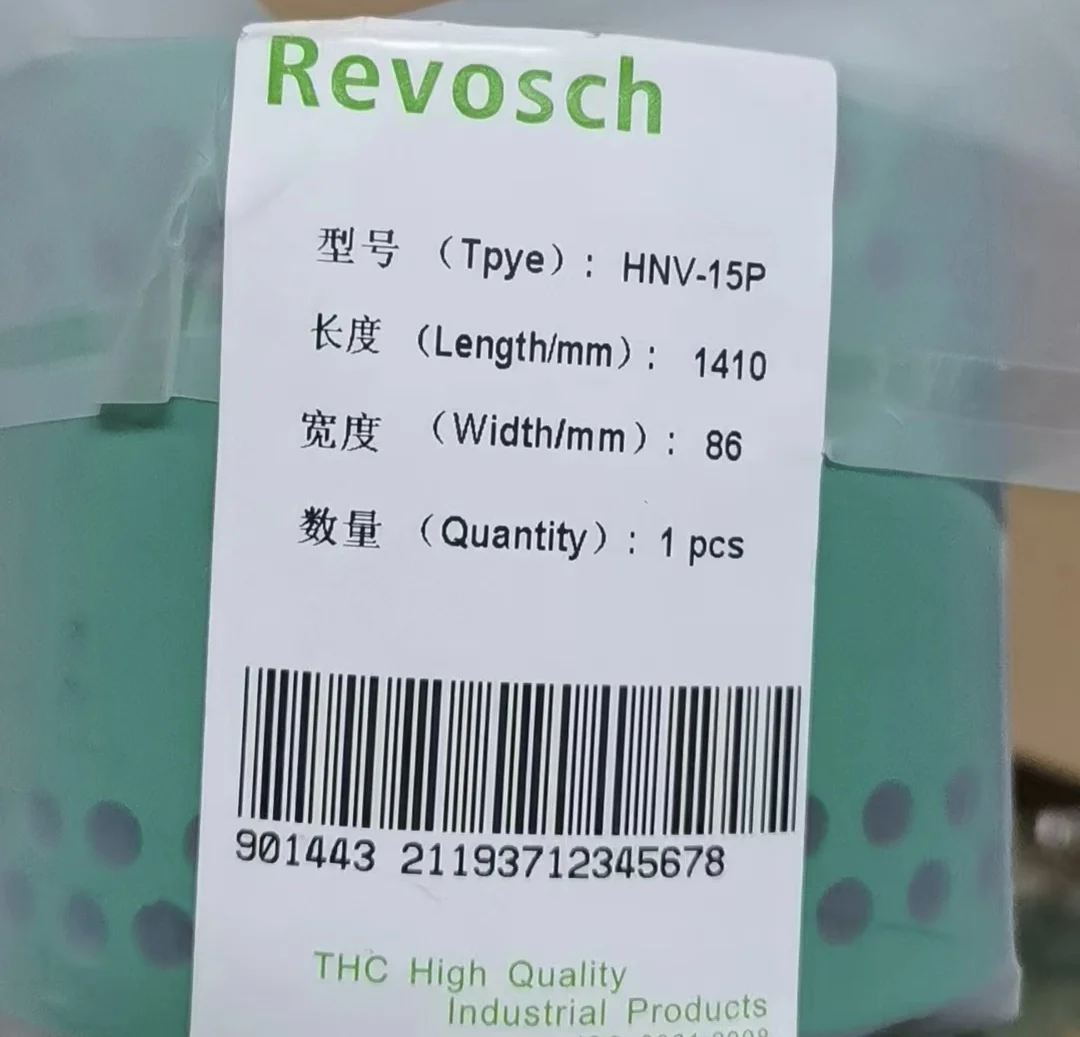 Revosch
型号 （Tpye）： HNV-15P
长度 （Length/mm）： 1410
宽度 （Width/mm）： 86
数量 （Quantity）： 1 pcs
901443 21193712345678
THC High Quality
Industrial Products